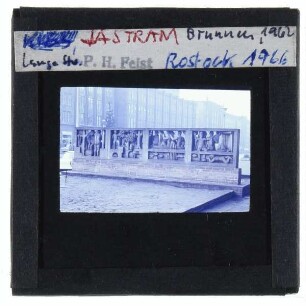 JASTRAM Brunnen, 1962
Lange Str. P. H. Feist Rostock 1966